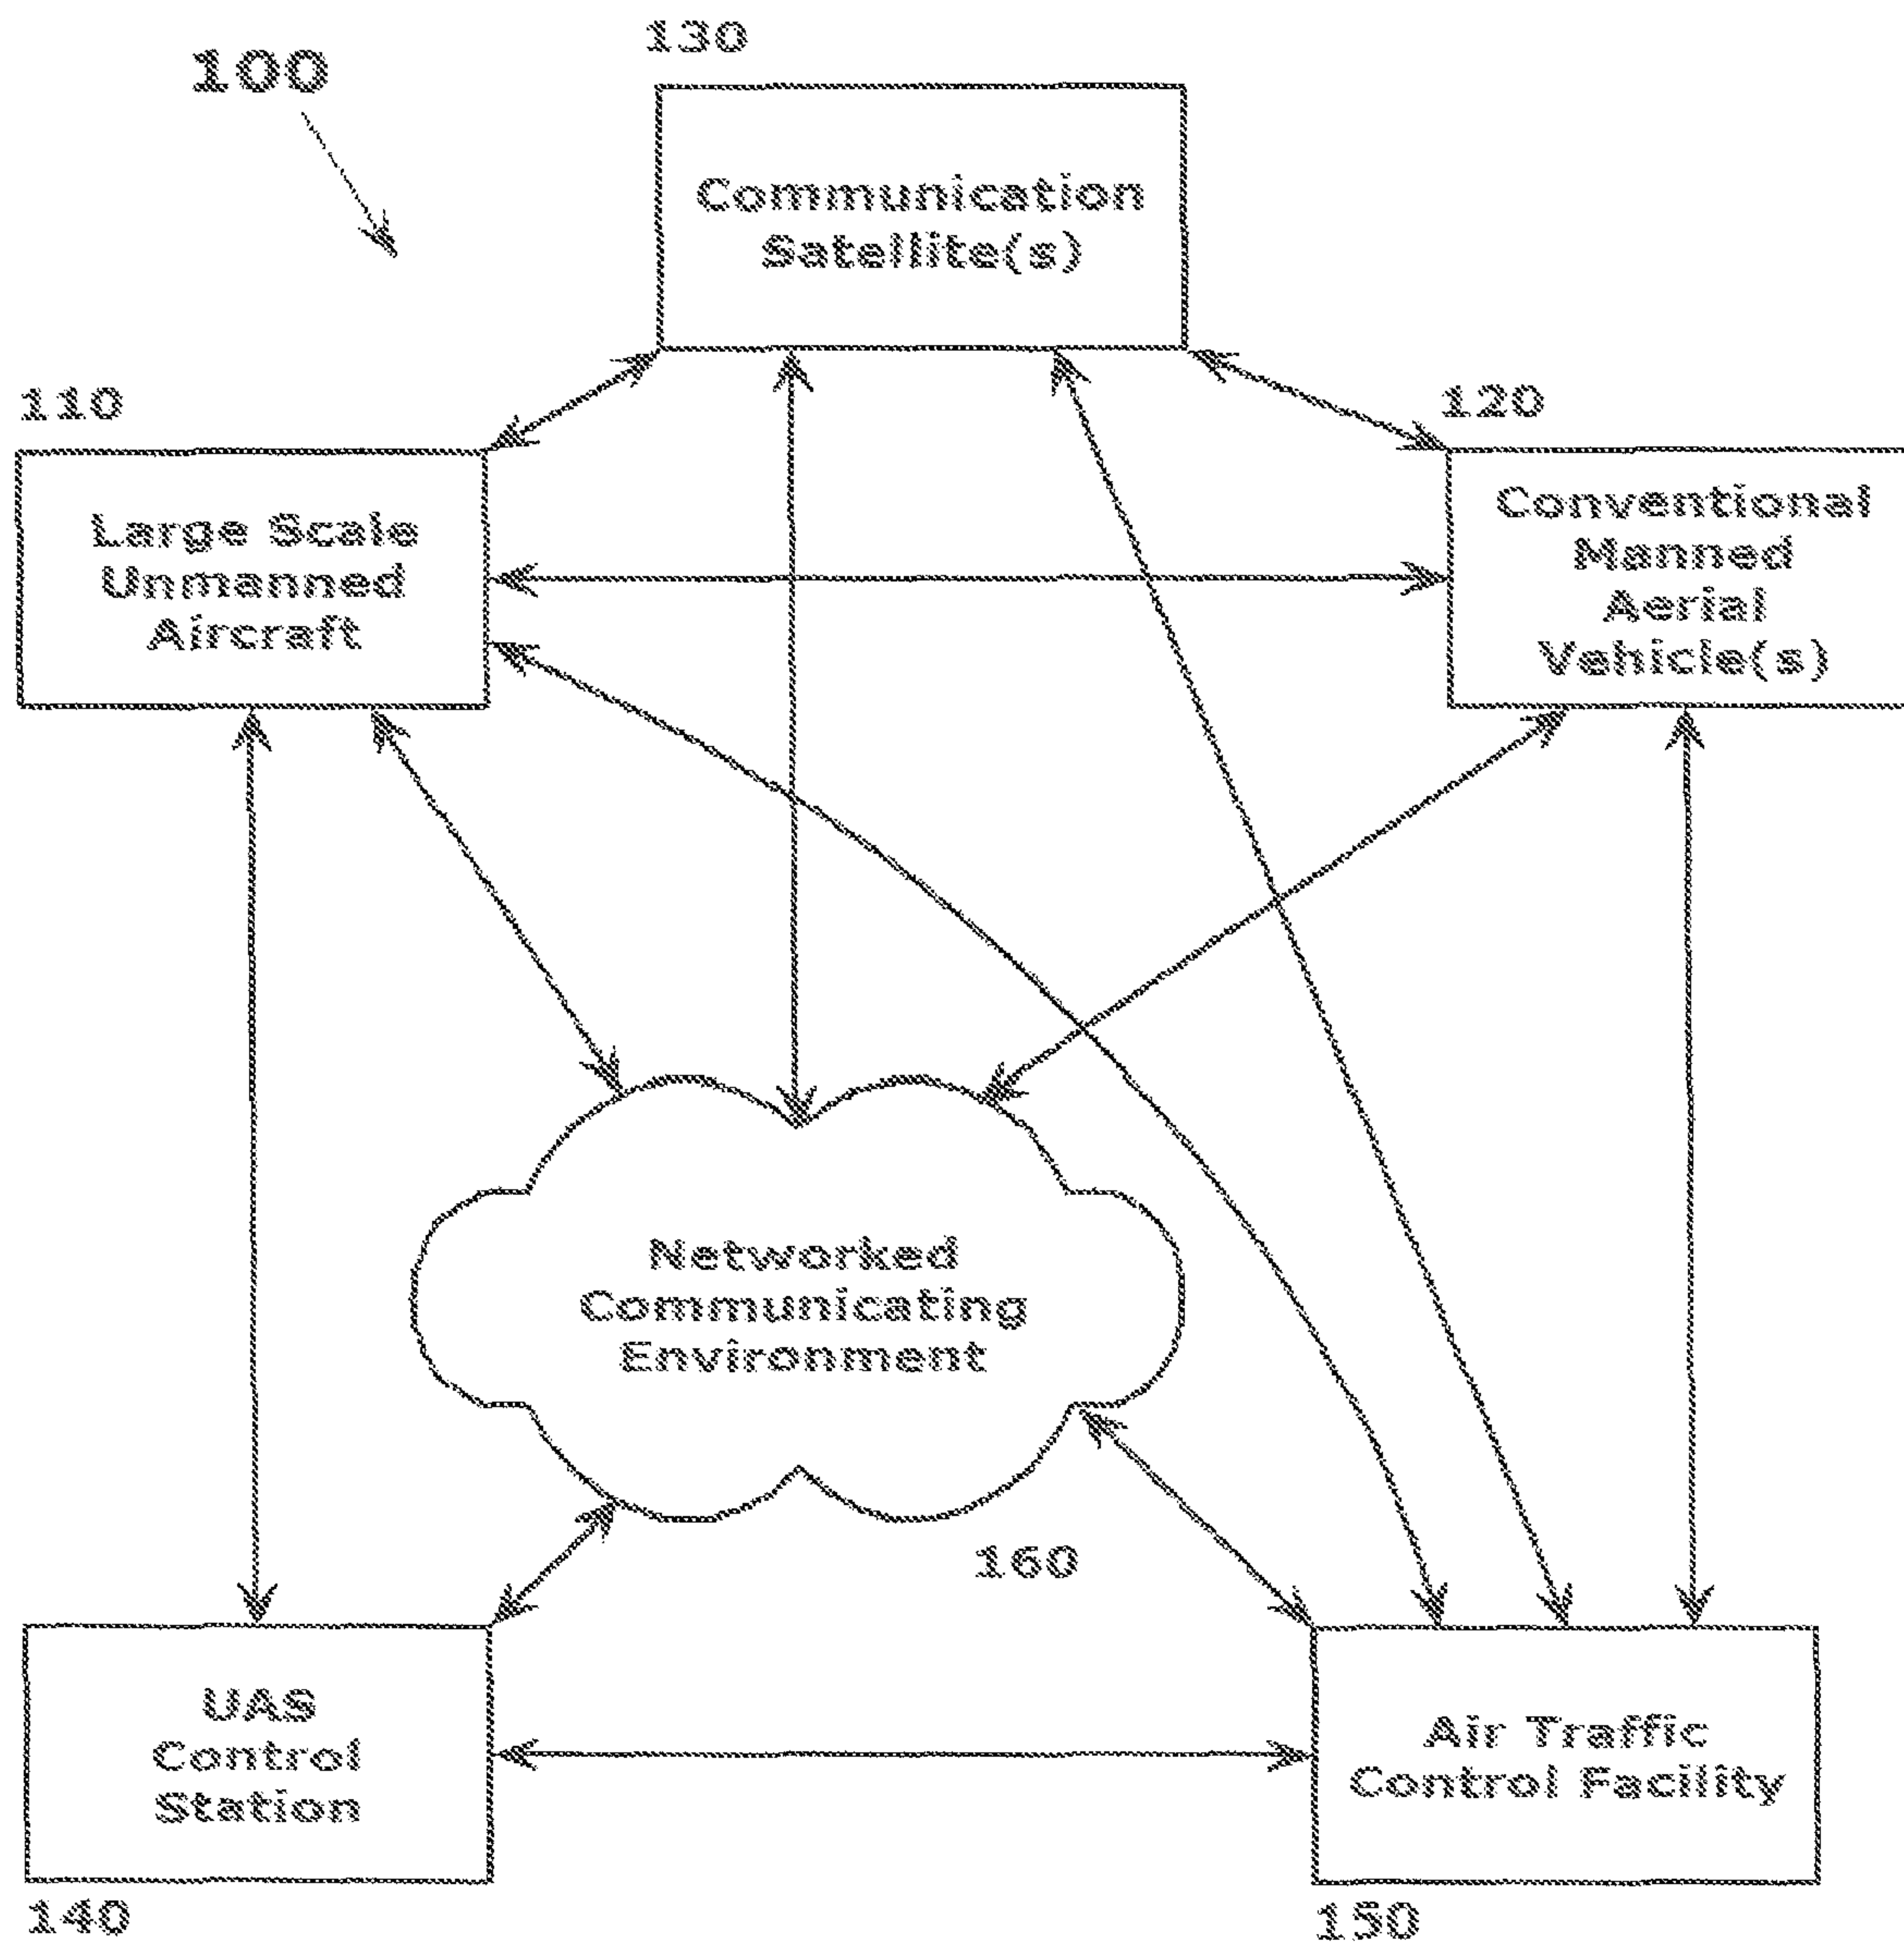 130
100
Communication
Satellite(s)
110
120
Large Scale
Unmanned
Aircraft
Conventional
Manned
Aerial
Vehicle(s)
Networked
Communicating
Environment
160
UAS
Control
Station
Air Traffic
Control Facility
140
150